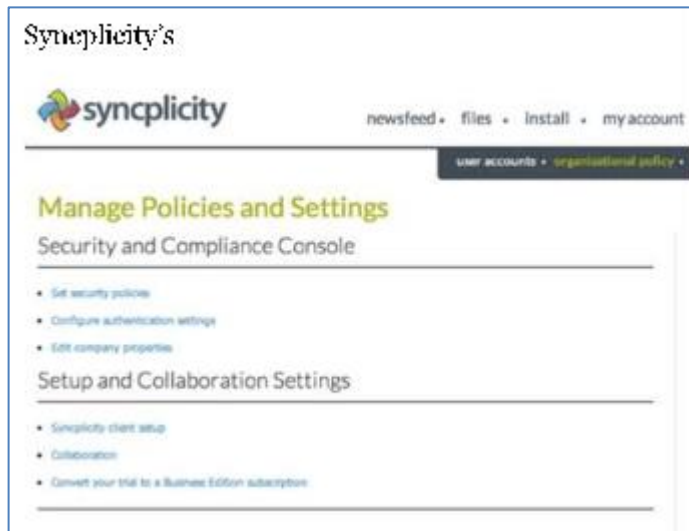 Syncplicity's
syncplicity
newsfeed • files • install • my account
user accounts • organizational policy •
Manage Policies and Settings
Security and Compliance Console
• Set security policies
• Configure authentication settings
• Edit company properties
Setup and Collaboration Settings
• Syncplicity client setup
• Collaboration
• Convert your trial to a Business Edition subscription